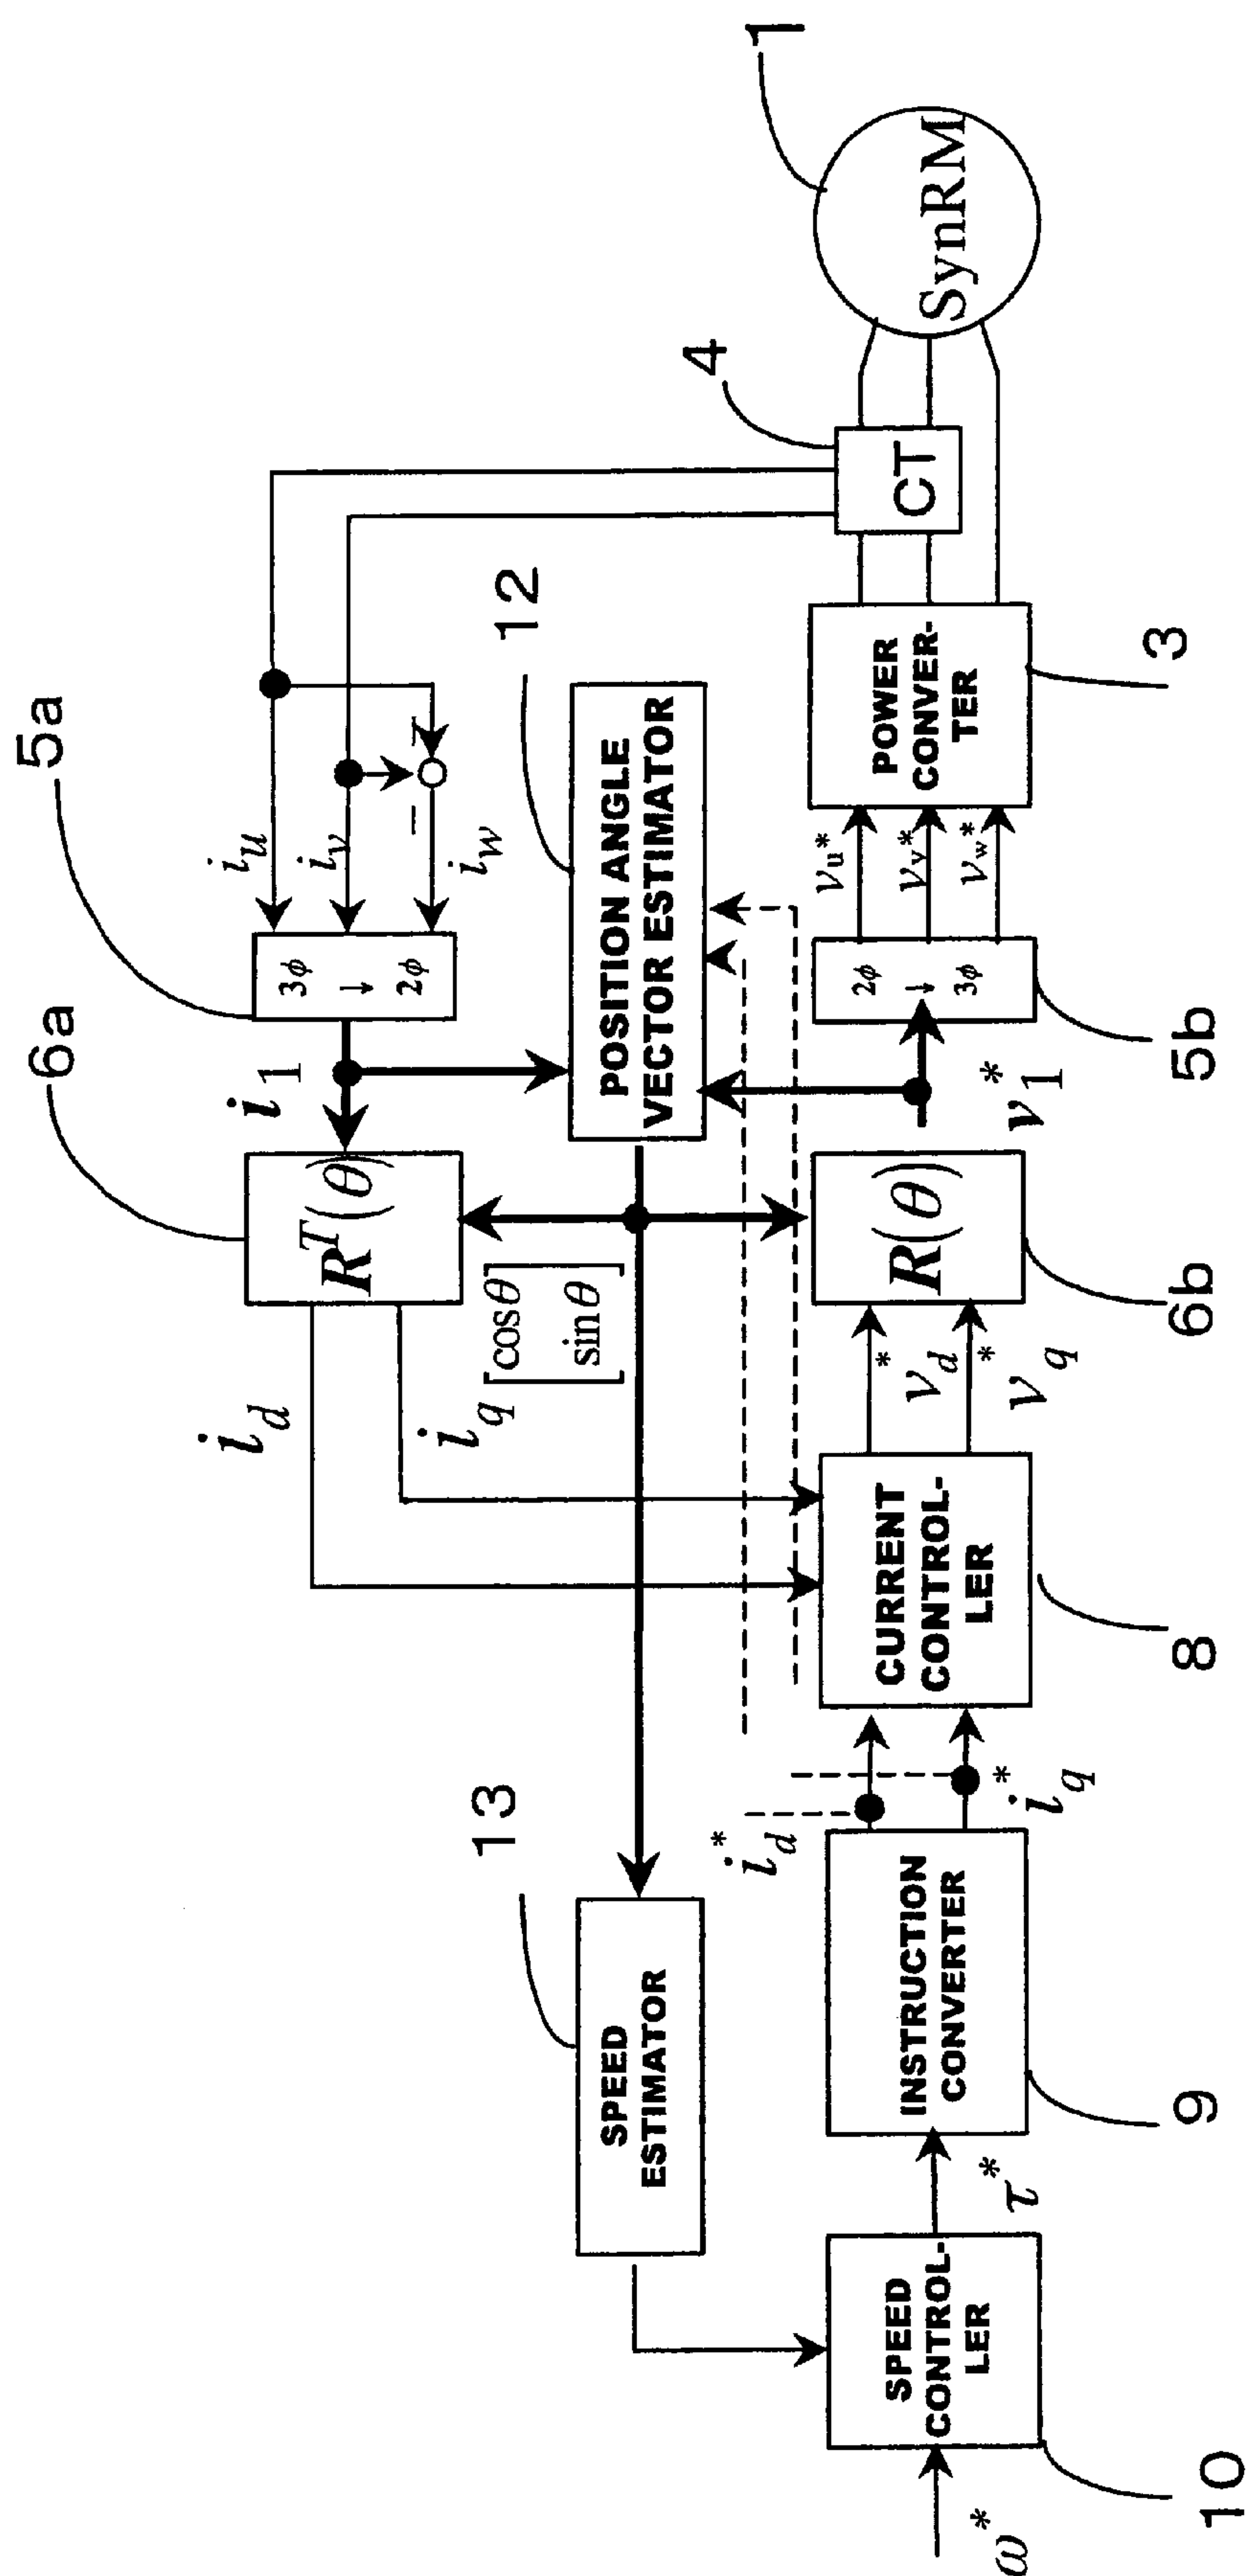 5a
6a
12
4
1
13
i_u
i_v
i_w
−
−
3φ
↓
2φ
i_1
R^T(θ)
i_d
i_q
[cosθ
sinθ]
POSITION ANGLE
VECTOR ESTIMATOR
SPEED
ESTIMATOR
ω*
SPEED
CONTROL-
LER
τ*
INSTRUCTION
CONVERTER
i_d*
i_q*
CURRENT
CONTROL-
LER
v_d*
v_q*
R(θ)
v_1*
2φ
↓
3φ
v_u*
v_v*
v_w*
POWER
CONVER-
TER
CT
SynRM
10
9
8
6b
5b
3